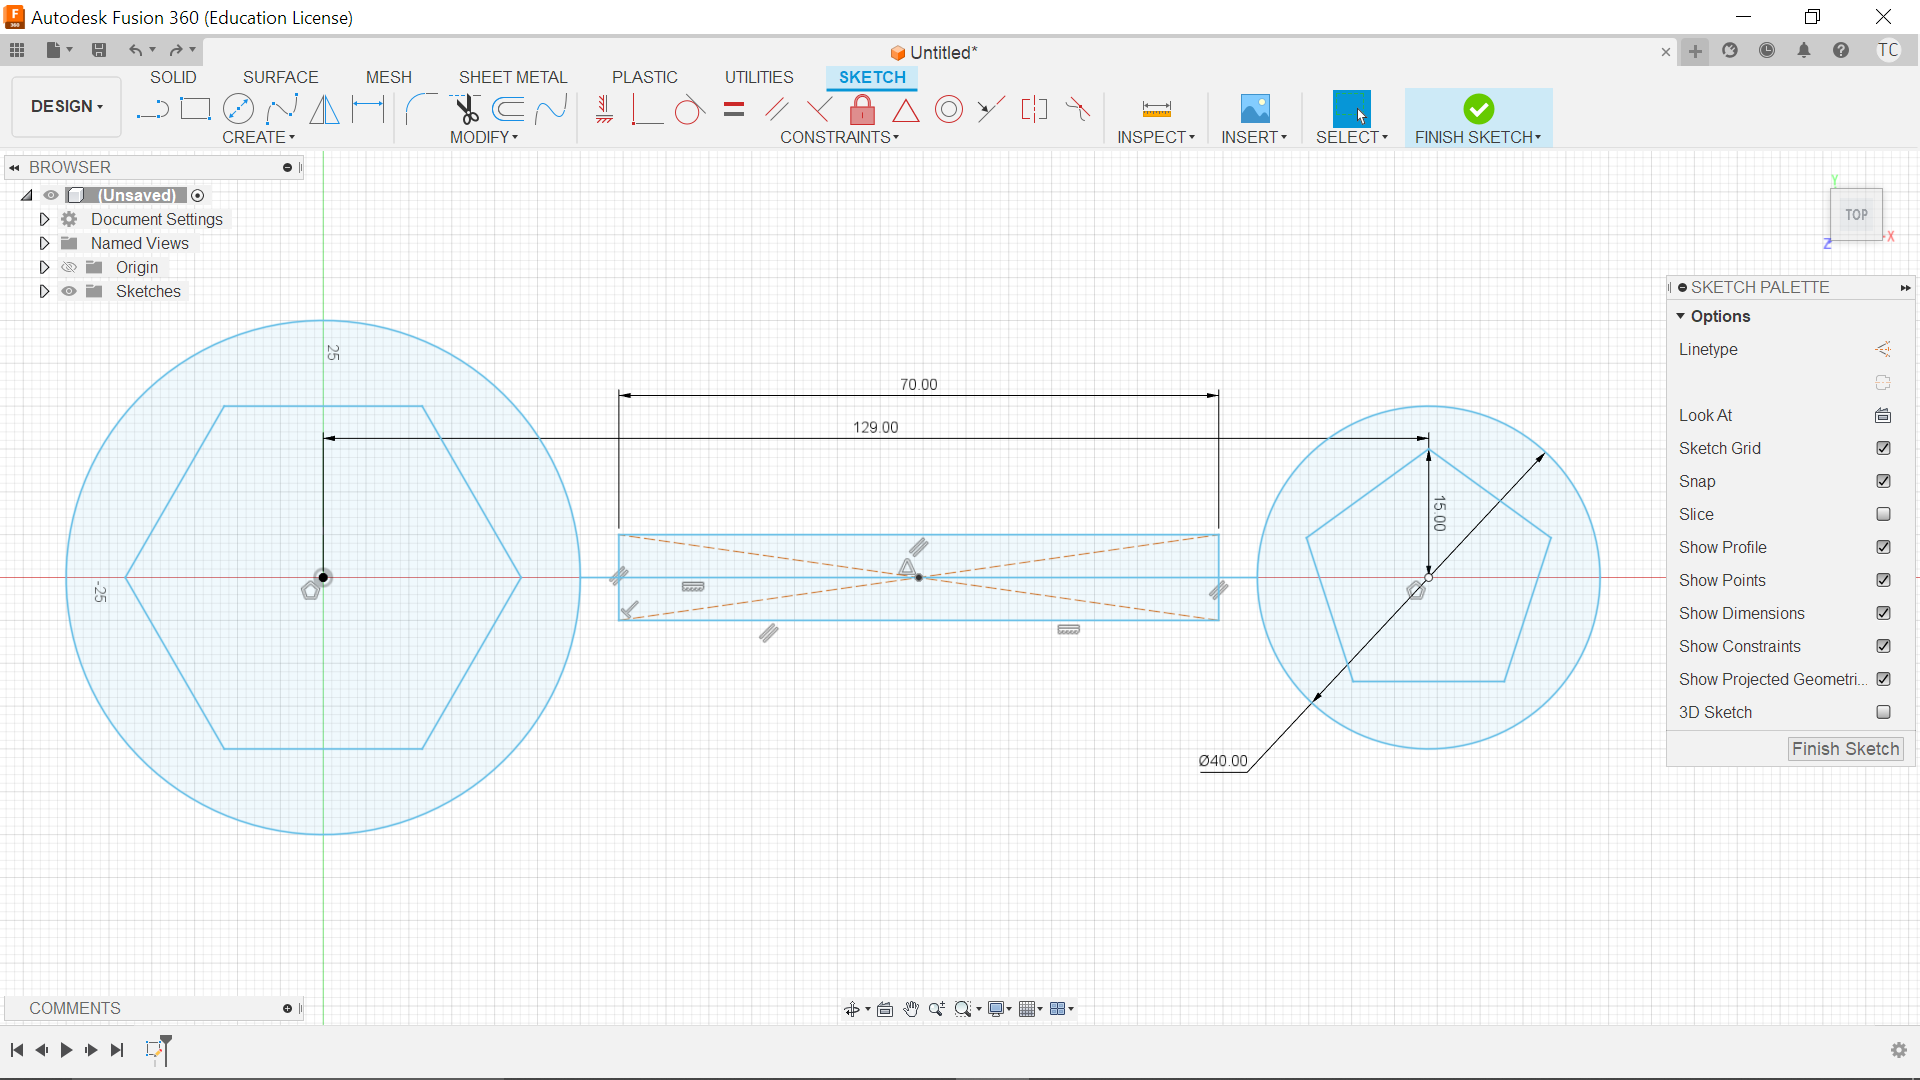 Autodesk Fusion 360 (Education License)
Untitled*
TC
SOLID SURFACE MESH SHEET METAL PLASTIC UTILITIES SKETCH
DESIGN
CREATE MODIFY CONSTRAINTS INSPECT INSERT SELECT FINISH SKETCH
BROWSER
(Unsaved)
Document Settings
Named Views
Origin
Sketches
Y
TOP
Z
X
SKETCH PALETTE
Options
Linetype
Look At
Sketch Grid
Snap
Slice
Show Profile
Show Points
Show Dimensions
Show Constraints
Show Projected Geometri...
3D Sketch
Finish Sketch
25
70.00
129.00
15.00
-25
Ø40.00
COMMENTS